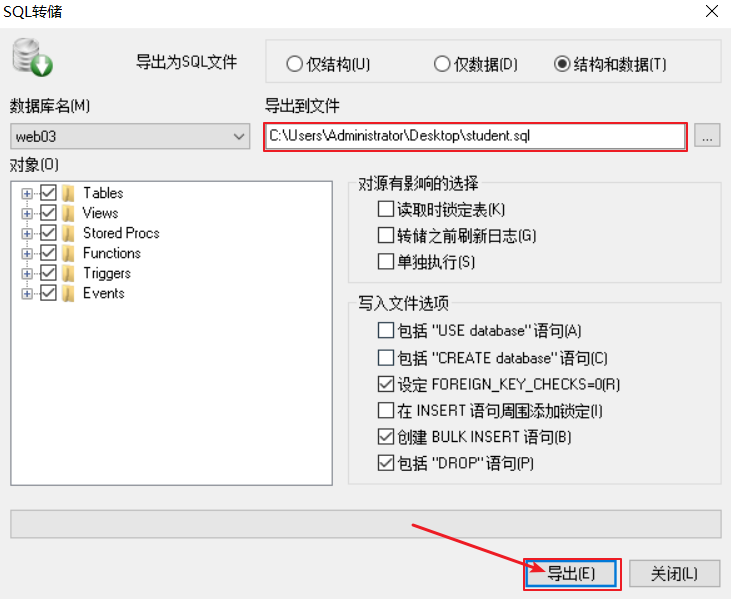 SQL转储
导出为SQL文件
仅结构(U)
仅数据(D)
结构和数据(T)
数据库名(M)
导出到文件
web03
C:\Users\Administrator\Desktop\student.sql
...
对象(O)
Tables
Views
Stored Procs
Functions
Triggers
Events
对源有影响的选择
读取时锁定表(K)
转储之前刷新日志(G)
单独执行(S)
写入文件选项
包括 "USE database" 语句(A)
包括 "CREATE database" 语句(C)
设定 FOREIGN_KEY_CHECKS=0(R)
在 INSERT 语句周围添加锁定(I)
创建 BULK INSERT 语句(B)
包括 "DROP" 语句(P)
导出(E)
关闭(L)